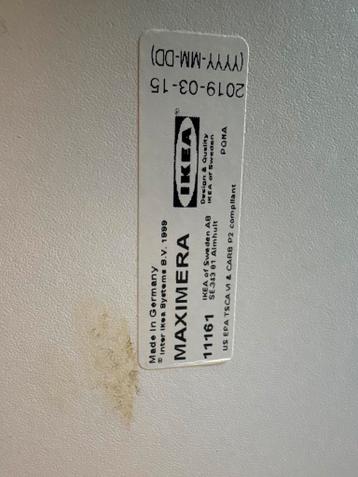 Made in Germany
© Inter Ikea Systems B.V. 1999
MAXIMERA
11161
IKEA of Sweden AB
SE-343 81 Älmhult
US EPA TSCA VI & CARB P2 compliant
IKEA®
Design & Quality
IKEA of Sweden
PQNA
2019-03-15
(YYYY-MM-DD)